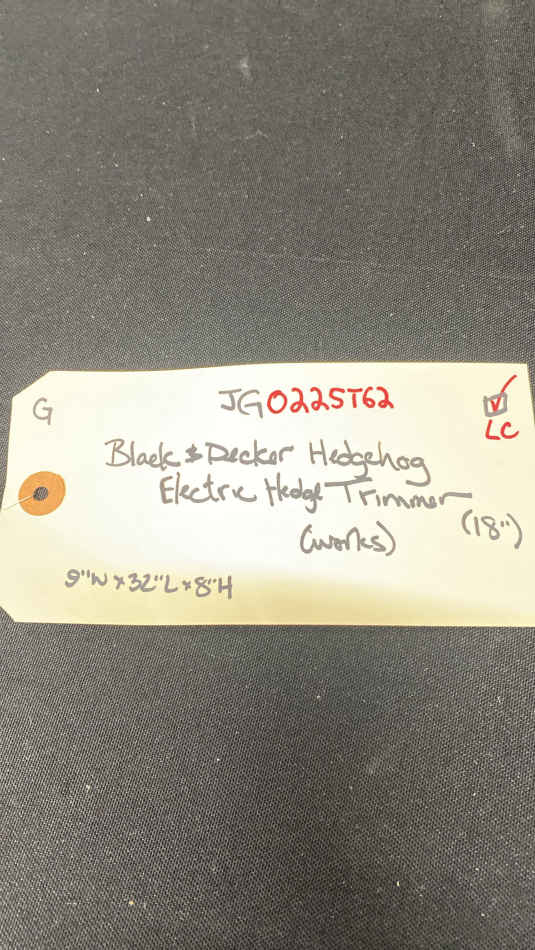 G
JG0225T62
LC
Black & Decker Hedgehog
Electric Hedge Trimmer
(18")
(works)
9"W x 32"L x 8"H